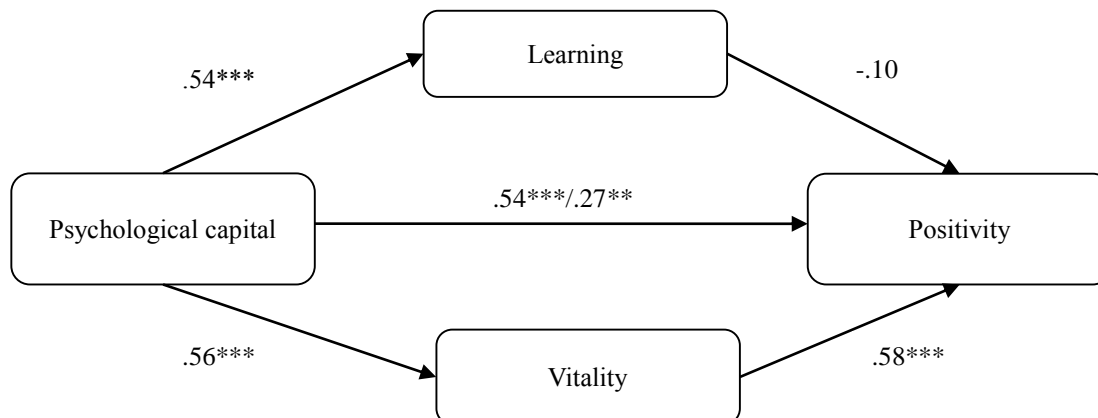 Learning
.54***
-.10
.54***/.27**
Psychological capital
Positivity
.56***
.58***
Vitality